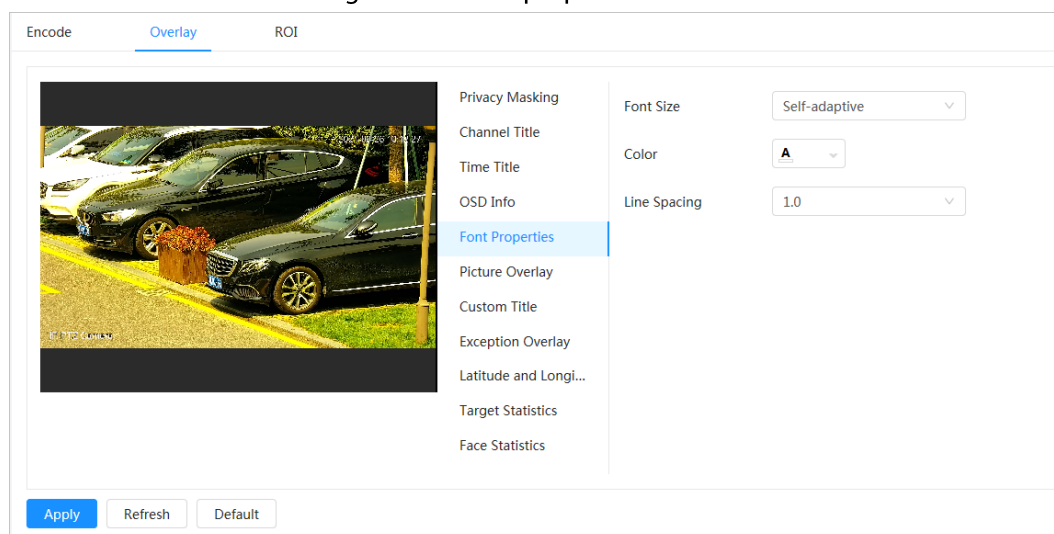 Encode Overlay ROI
Privacy Masking
Channel Title
Time Title
OSD Info
Font Properties
Picture Overlay
Custom Title
Exception Overlay
Latitude and Longi...
Target Statistics
Face Statistics
Font Size Self-adaptive
Color A
Line Spacing 1.0
Apply Refresh Default